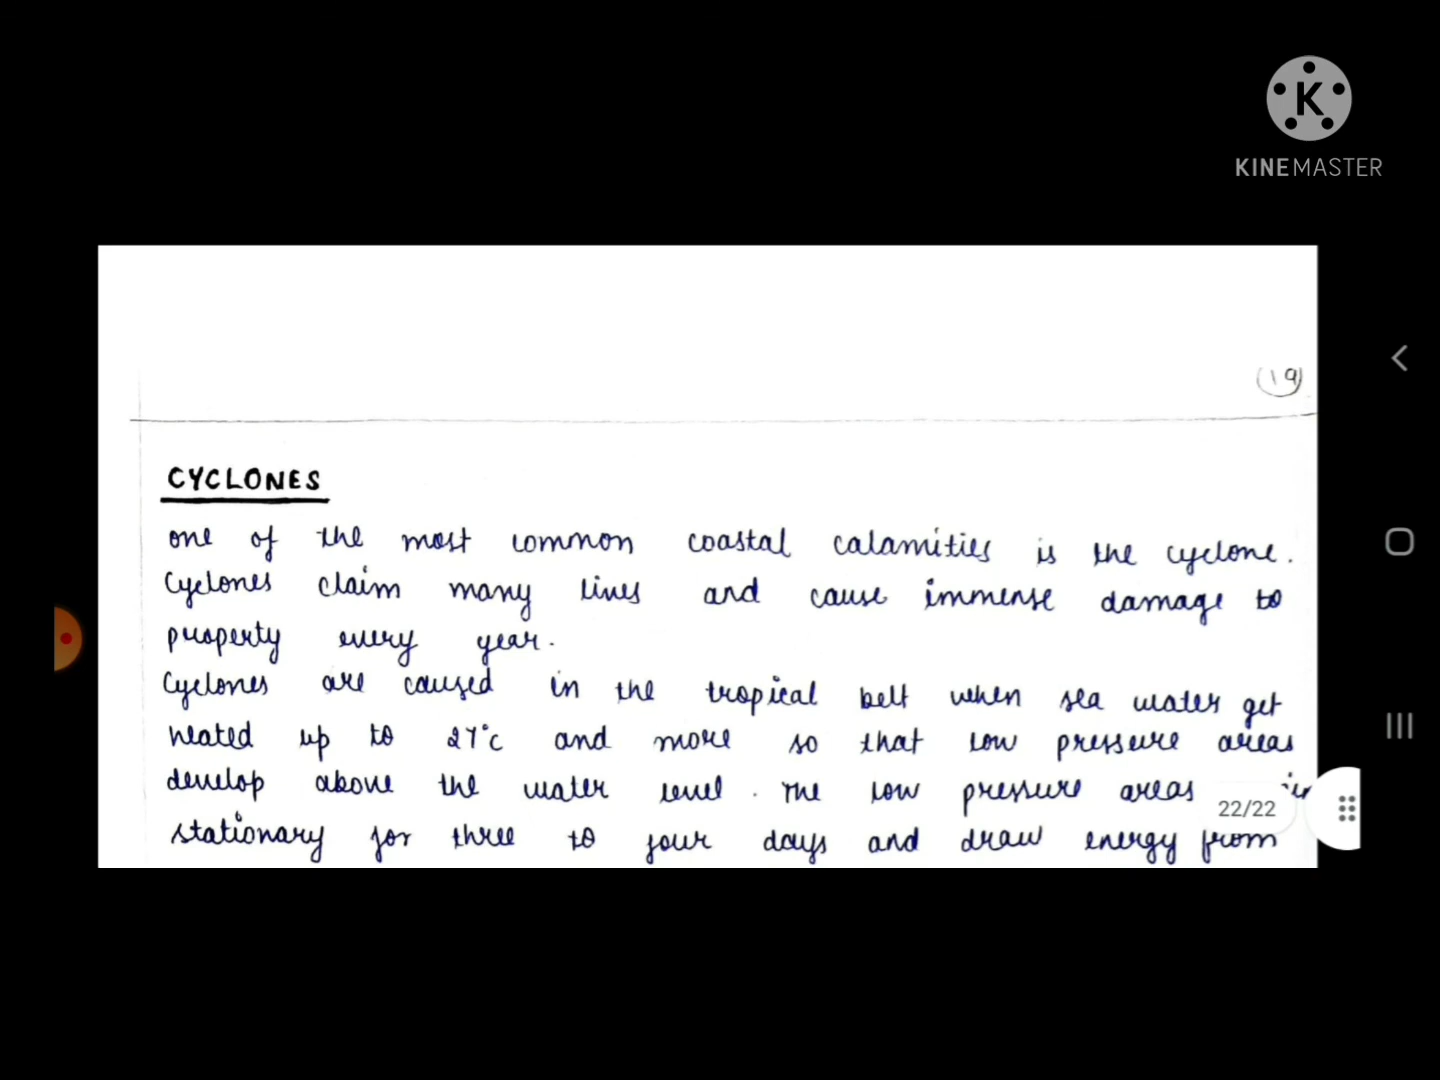 KINEMASTER
19
CYCLONES
one of the most common coastal calamities is the cyclone.
Cyclones claim many lives and cause immense damage to
property every year.
Cyclones are caused in the tropical belt when sea water get
heated up to 27°C and more so that low pressure areas
develop above the water level. The low pressure areas
22/22
stationary for three to four days and draw energy from